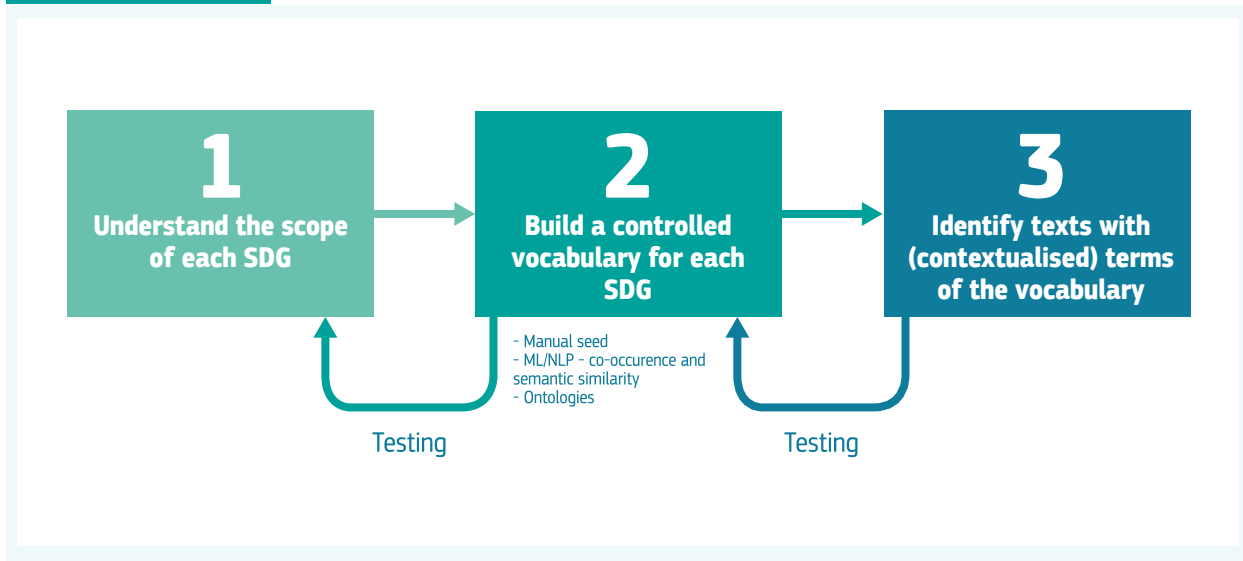 1
Understand the scope
of each SDG
2
Build a controlled
vocabulary for each
SDG
3
Identify texts with
(contextualised) terms
of the vocabulary
- Manual seed
- ML/NLP - co-occurence and
semantic similarity
- Ontologies
Testing
Testing